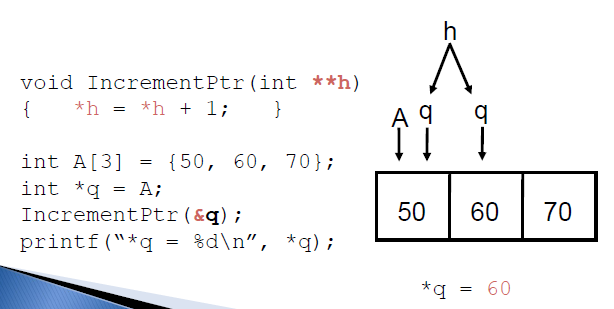 void IncrementPtr(int **h)
{ *h = *h + 1; }
int A[3] = {50, 60, 70};
int *q = A;
IncrementPtr(&q);
printf(“*q = %d\n”, *q);
h
A q q
50 60 70
*q = 60